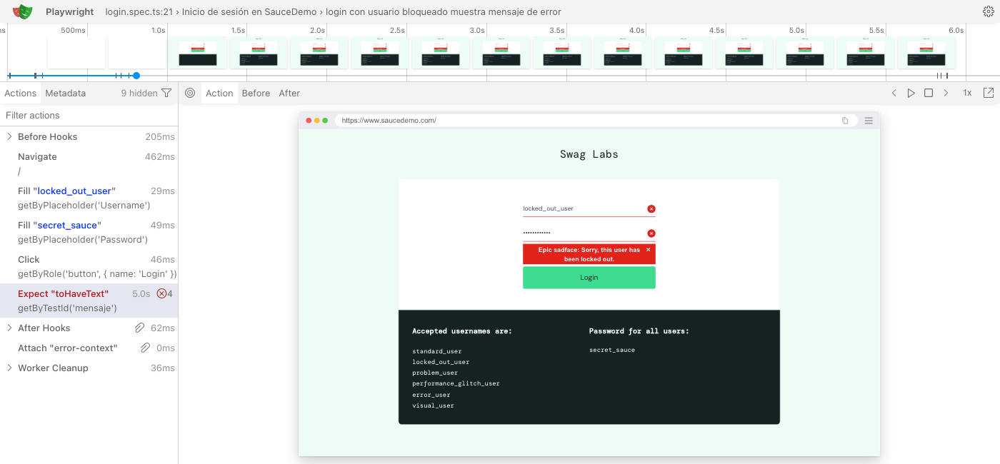 Playwright login.spec.ts:21 › Inicio de sesión en SauceDemo › login con usuario bloqueado muestra mensaje de error
500ms 1.0s 1.5s 2.0s 2.5s 3.0s 3.5s 4.0s 4.5s 5.0s 5.5s 6.0s
Actions Metadata 9 hidden
Action Before After 1x
Filter actions
Before Hooks 205ms
Navigate 462ms
/
Fill "locked_out_user" 29ms
getByPlaceholder('Username')
Fill "secret_sauce" 49ms
getByPlaceholder('Password')
Click 46ms
getByRole('button', { name: 'Login' })
Expect "toHaveText" 5.0s 4
getByTestId('mensaje')
After Hooks 62ms
Attach "error-context" 0ms
Worker Cleanup 36ms
https://www.saucedemo.com/
Swag Labs
locked_out_user
••••••••••••
Epic sadface: Sorry, this user has
been locked out.
Login
Accepted usernames are:
standard_user
locked_out_user
problem_user
performance_glitch_user
error_user
visual_user
Password for all users:
secret_sauce